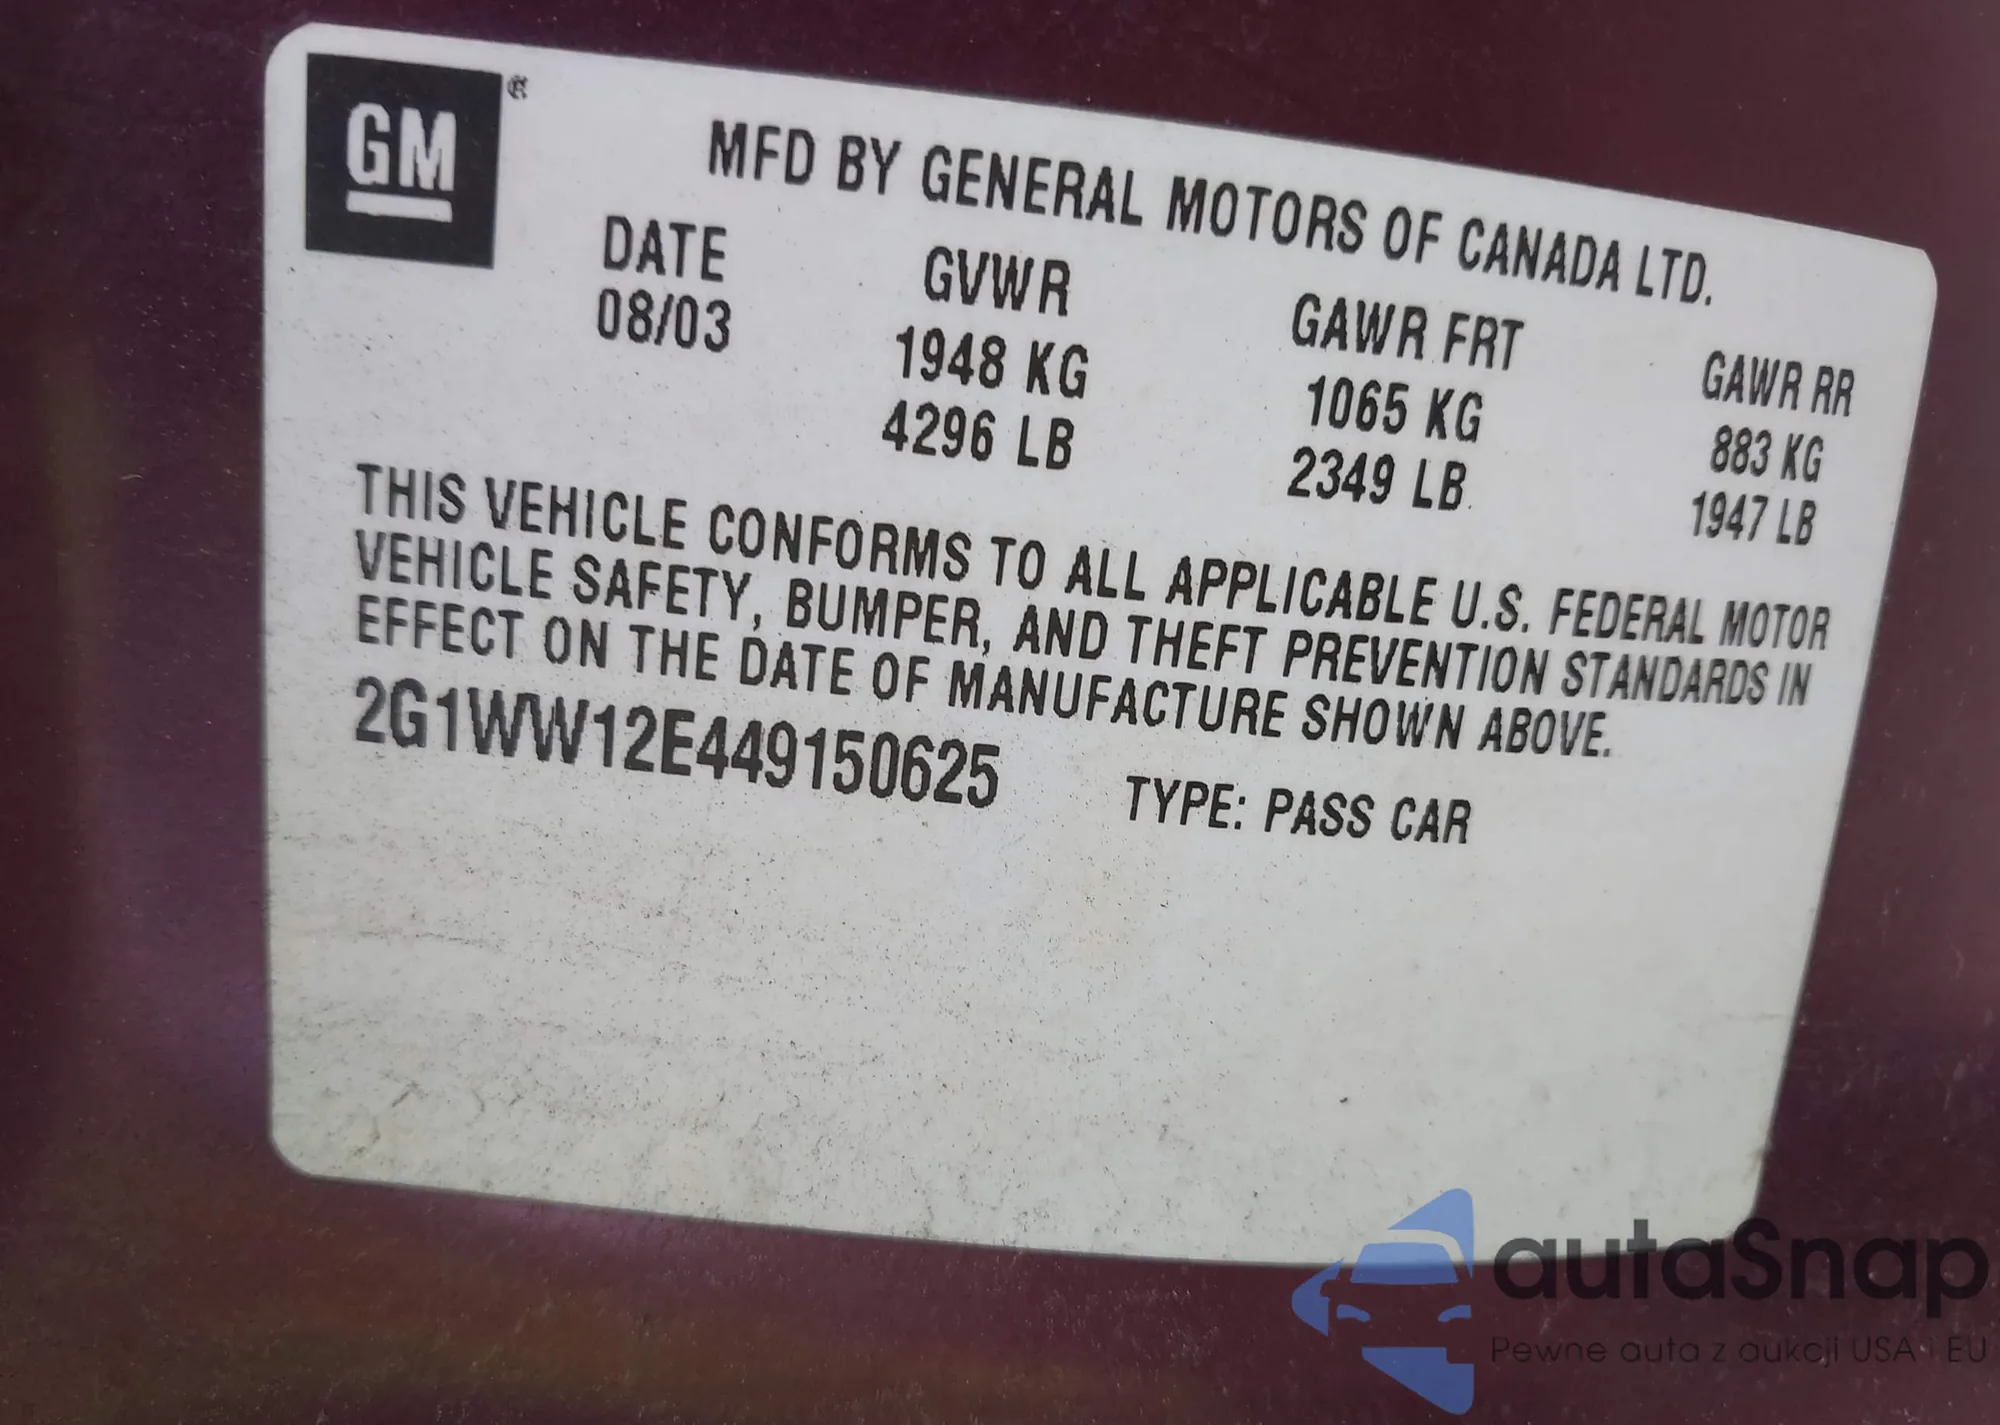 GM®
MFD BY GENERAL MOTORS OF CANADA LTD.
DATE GVWR GAWR FRT GAWR RR
08/03 1948 KG 1065 KG 883 KG
4296 LB 2349 LB 1947 LB
THIS VEHICLE CONFORMS TO ALL APPLICABLE U.S. FEDERAL MOTOR
VEHICLE SAFETY, BUMPER, AND THEFT PREVENTION STANDARDS IN
EFFECT ON THE DATE OF MANUFACTURE SHOWN ABOVE.
2G1WW12E449150625 TYPE: PASS CAR
autaSnap
Pewne auta z aukcji USA i EU